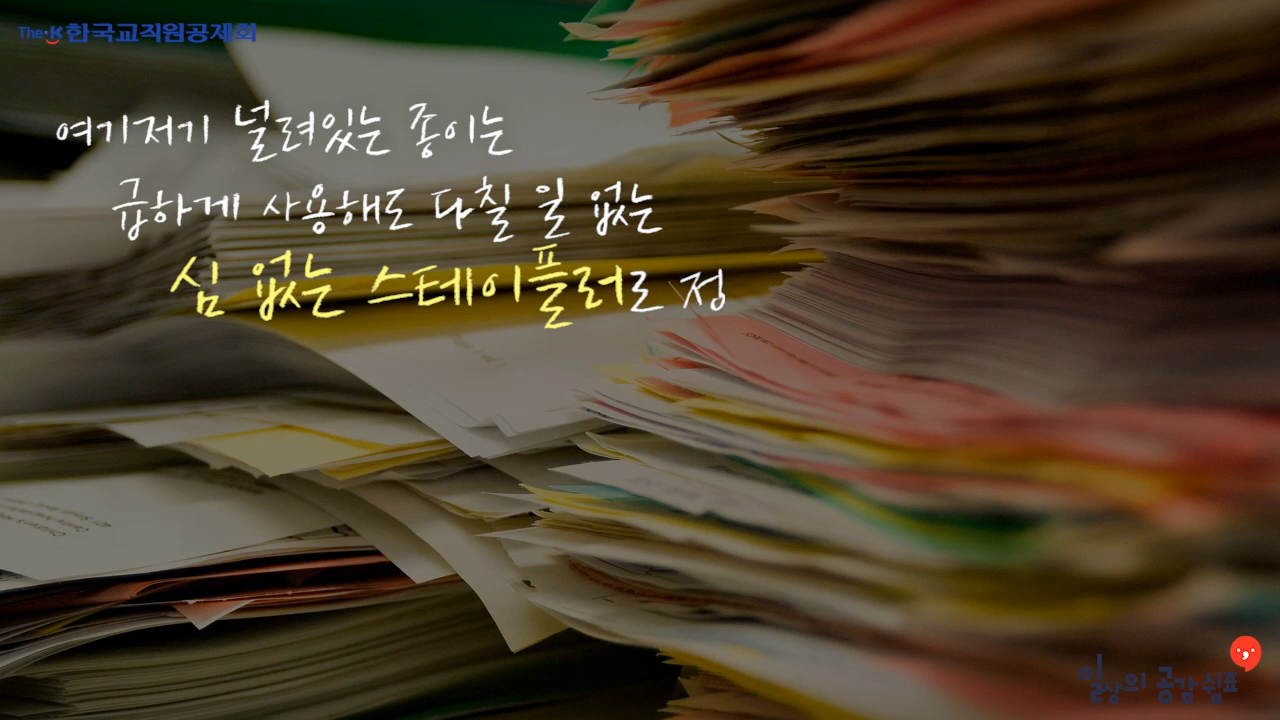 The·K한국교직원공제회
여기저기 널려있는 종이는
급하게 사용해도 다칠 일 없는
심 없는 스테이플러로 정
일상의 공감 쉼표